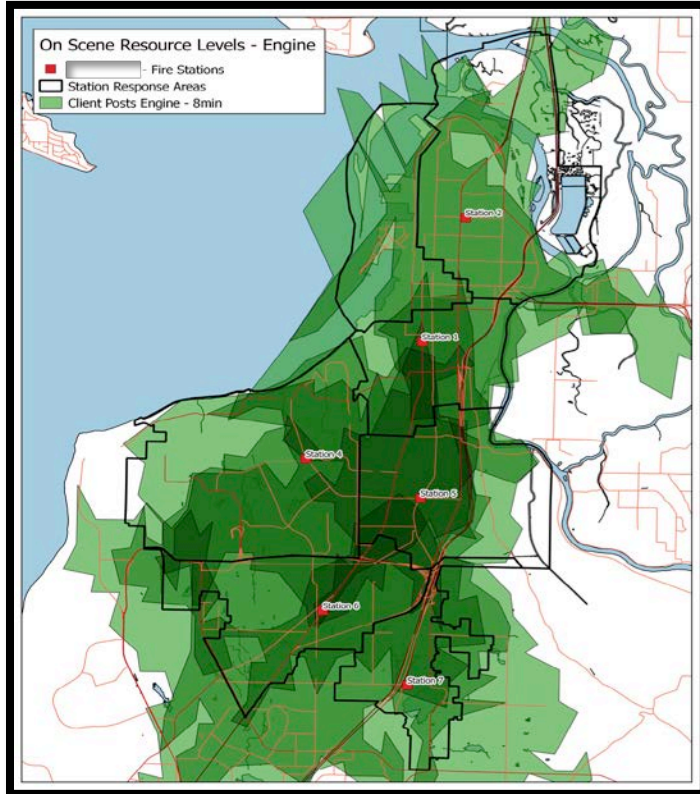 On Scene Resource Levels - Engine
- Fire Stations
Station Response Areas
Client Posts Engine - 8min
Station 2
Station 1
Station 4
Station 5
Station 6
Station 7